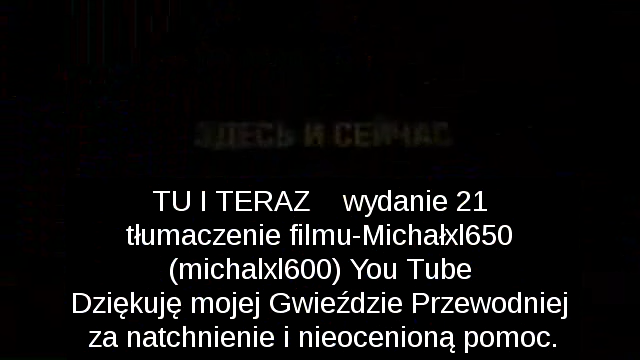 ЗДЕСЬ И СЕЙЧАС
TU I TERAZ wydanie 21
tłumaczenie filmu-Michałxl650
(michalxl600) You Tube
Dziękuję mojej Gwieździe Przewodniej
za natchnienie i nieocenioną pomoc.